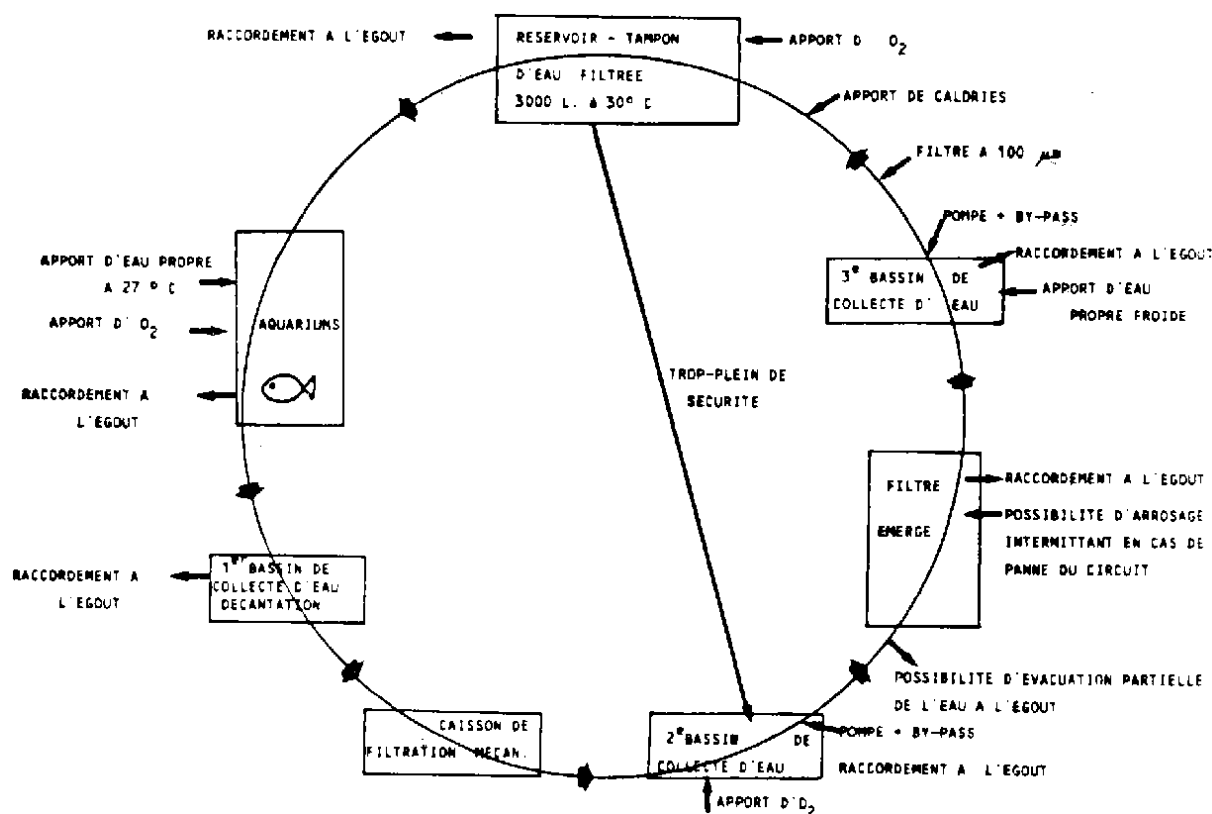 RACCORDEMENT A L'EGOUT
RESERVOIR - TAMPON
D'EAU FILTREE
3000 L. à 30° C
APPORT D' O2
APPORT DE CALORIES
FILTRE A 100 µm
POMPE + BY-PASS
RACCORDEMENT A L'EGOUT
3e BASSIN DE
COLLECTE D'EAU
APPORT D'EAU
PROPRE FROIDE
APPORT D'EAU PROPRE
A 27 ° C
APPORT D' O2
AQUARIUMS
RACCORDEMENT A
L'EGOUT
TROP-PLEIN DE
SECURITE
FILTRE
EMERGE
RACCORDEMENT A L'EGOUT
POSSIBILITE D'ARROSAGE
INTERMITTANT EN CAS DE
PANNE DU CIRCUIT
RACCORDEMENT A
L'EGOUT
1er BASSIN DE
COLLECTE D'EAU
DECANTATION
POSSIBILITE D'EVACUATION PARTIELLE
DE L'EAU A L'EGOUT
CAISSON DE
FILTRATION MECAN.
2e BASSIN DE
COLLECTE D'EAU
POMPE + BY-PASS
RACCORDEMENT A L'EGOUT
APPORT D'O2